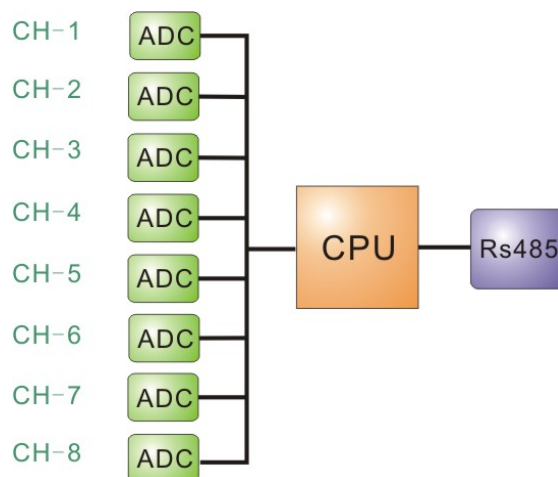 CH-1 ADC
CH-2 ADC
CH-3 ADC
CH-4 ADC
CH-5 ADC
CH-6 ADC
CH-7 ADC
CH-8 ADC
CPU
Rs485